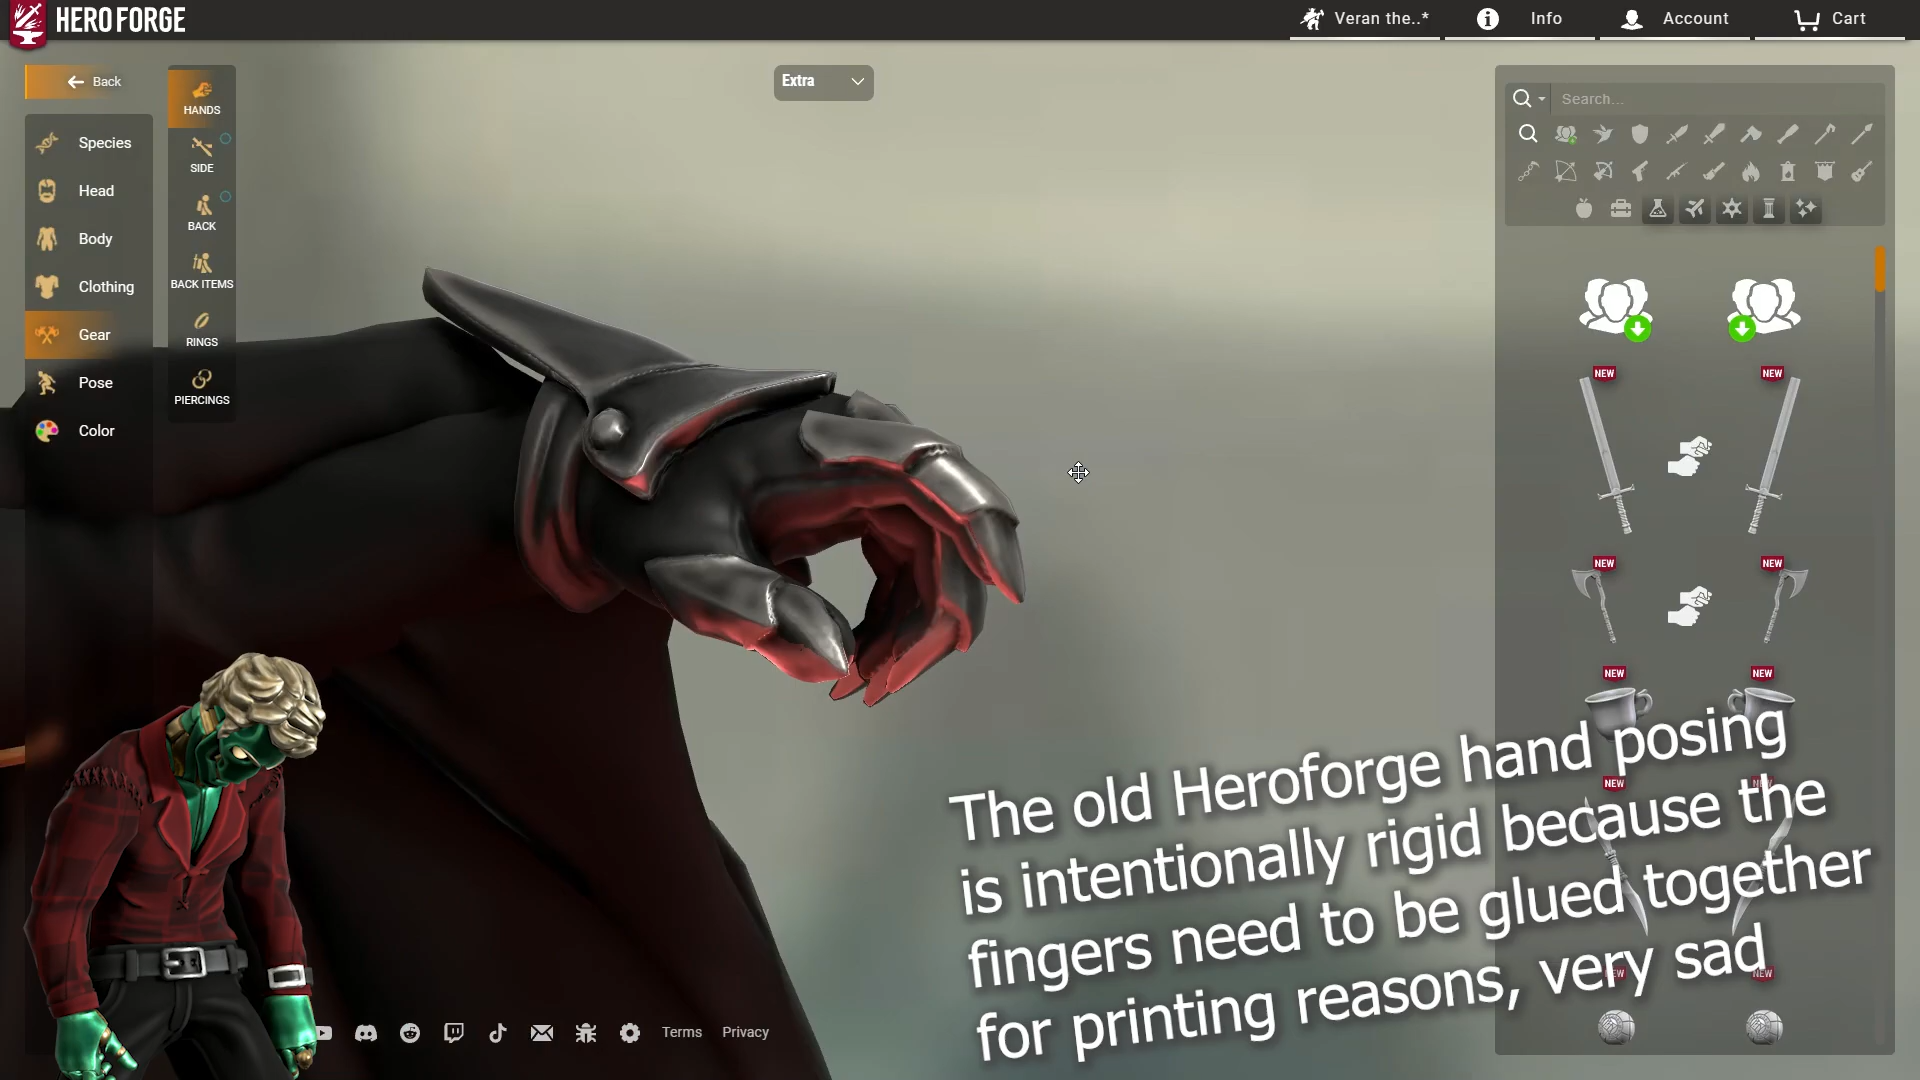 HERO FORGE
Veran the..*
Info
Account
Cart
Back
HANDS
Extra
Search...
Species
SIDE
Head
BACK
Body
BACK ITEMS
Clothing
RINGS
Gear
PIERCINGS
Pose
Color
NEW
NEW
NEW
NEW
NEW
NEW
NEW
NEW
NEW
The old Heroforge hand posing
is intentionally rigid because the
fingers need to be glued together
for printing reasons, very sad
Terms
Privacy